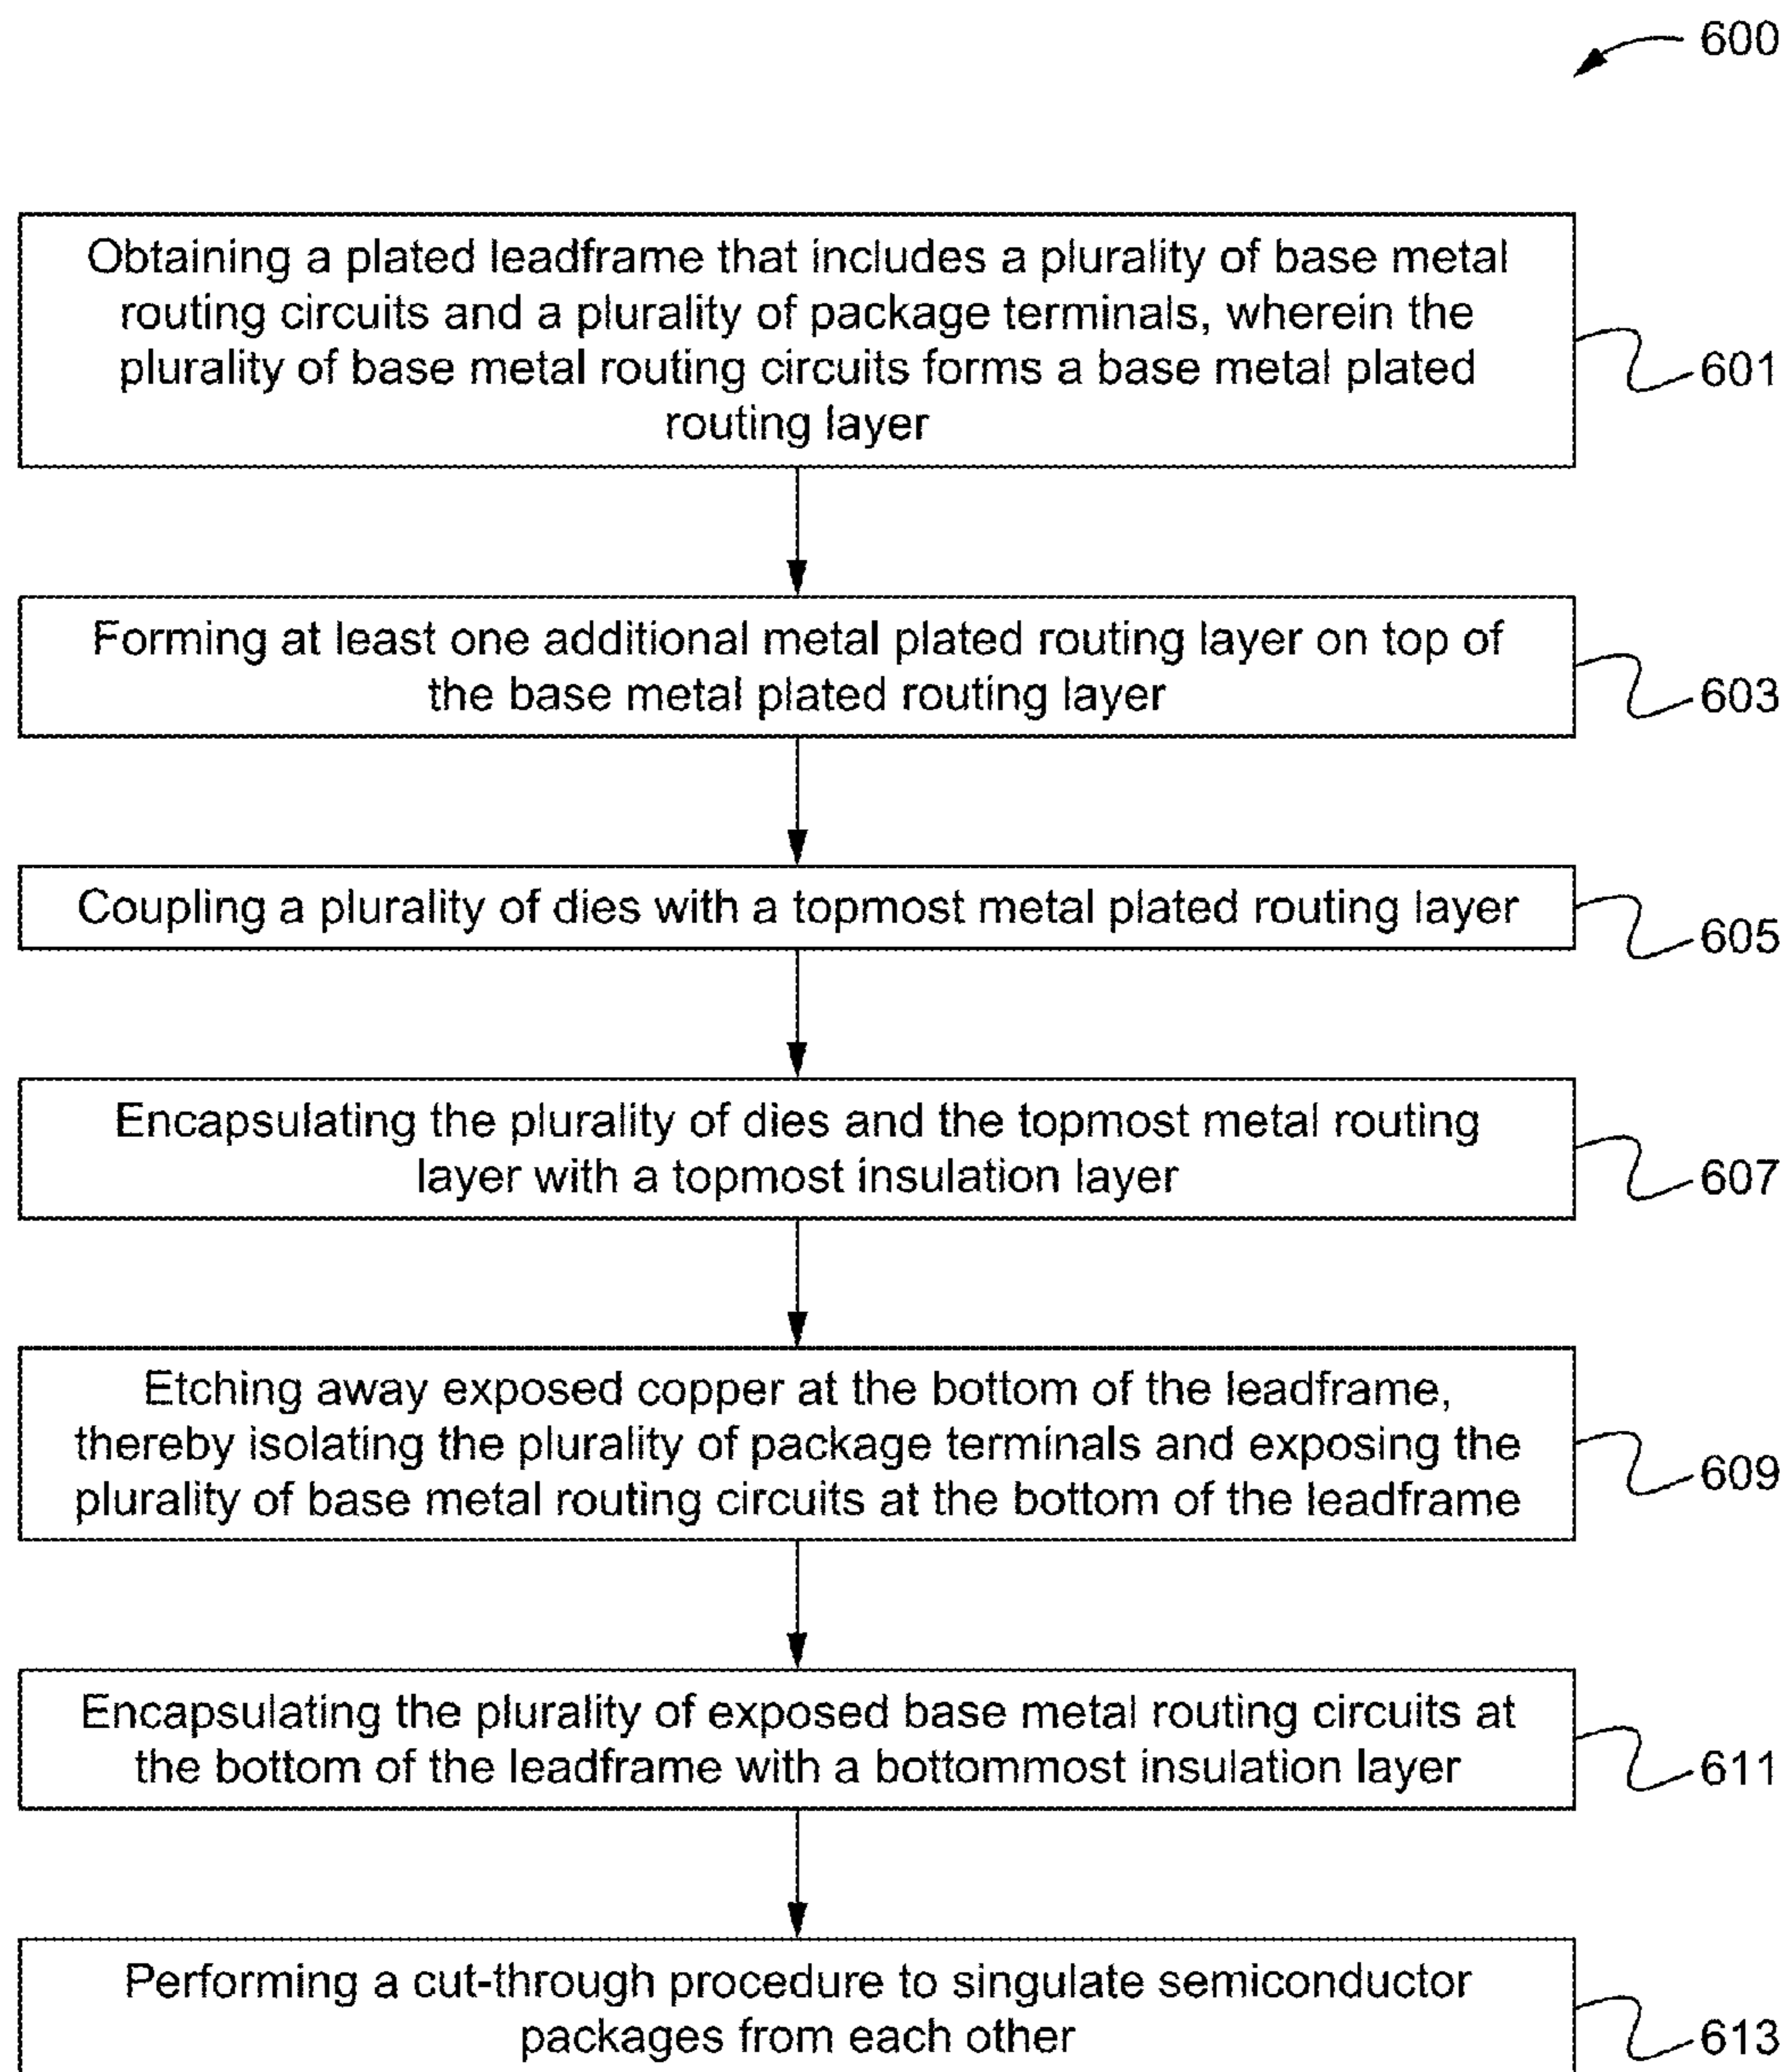 600
Obtaining a plated leadframe that includes a plurality of base metal
routing circuits and a plurality of package terminals, wherein the
plurality of base metal routing circuits forms a base metal plated
routing layer
601
Forming at least one additional metal plated routing layer on top of
the base metal plated routing layer
603
Coupling a plurality of dies with a topmost metal plated routing layer
605
Encapsulating the plurality of dies and the topmost metal routing
layer with a topmost insulation layer
607
Etching away exposed copper at the bottom of the leadframe,
thereby isolating the plurality of package terminals and exposing the
plurality of base metal routing circuits at the bottom of the leadframe
609
Encapsulating the plurality of exposed base metal routing circuits at
the bottom of the leadframe with a bottommost insulation layer
611
Performing a cut-through procedure to singulate semiconductor
packages from each other
613